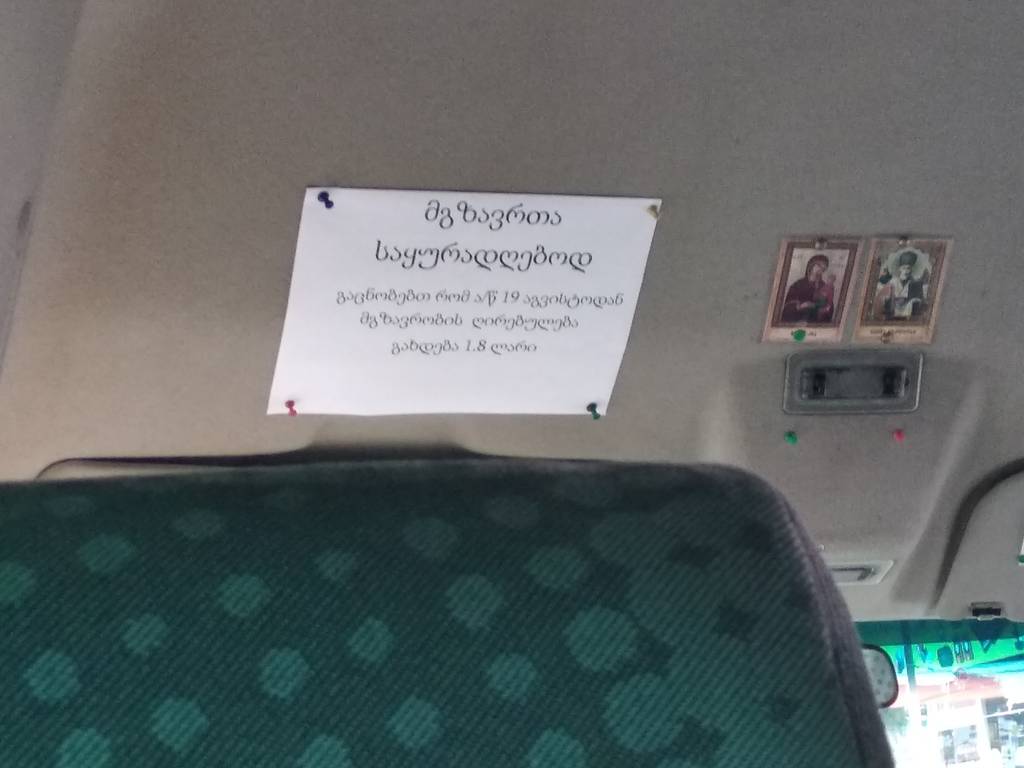 მგზავრთა
საყურადღებოდ
გაცნობებთ რომ ა/წ 19 აგვისტოდან
მგზავრობის ღირებულება
გახდება 1.8 ლარი